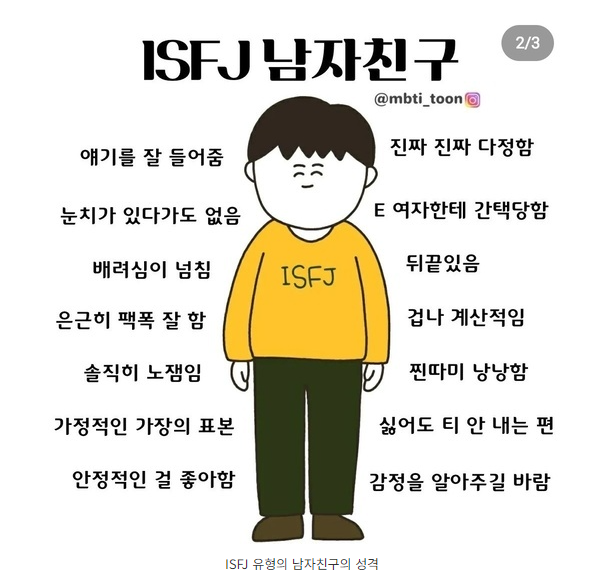 2/3
ISFJ 남자친구
@mbti_toon
얘기를 잘 들어줌
진짜 진짜 다정함
눈치가 있다가도 없음
E 여자한테 간택당함
배려심이 넘침
뒤끝있음
ISFJ
은근히 팩폭 잘 함
겁나 계산적임
솔직히 노잼임
찐따미 낭낭함
가정적인 가장의 표본
싫어도 티 안 내는 편
안정적인 걸 좋아함
감정을 알아주길 바람
ISFJ 유형의 남자친구의 성격